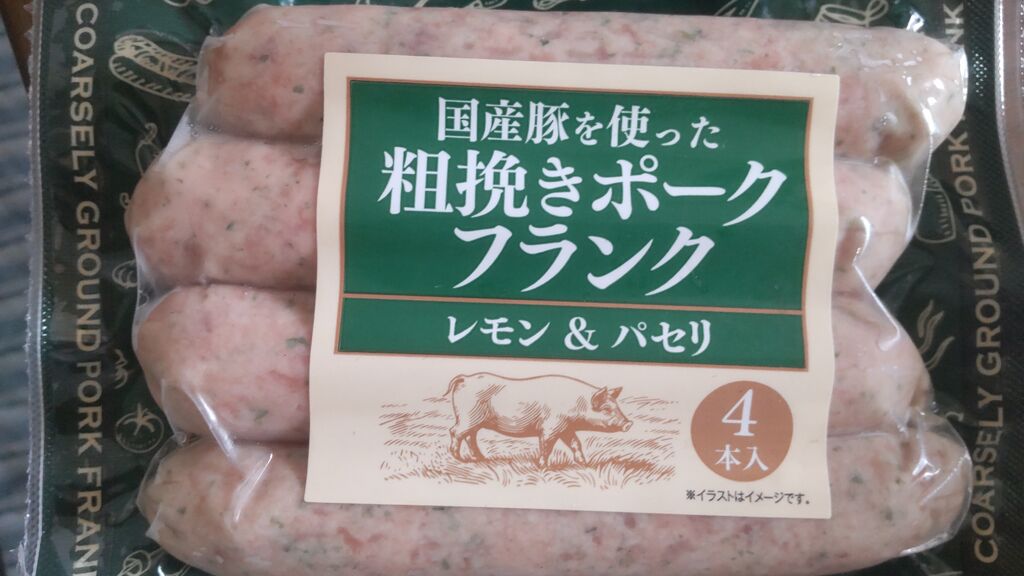 国産豚を使った
粗挽きポーク
フランク
レモン & パセリ
4
本入
※イラストはイメージです。
COARSELY GROUND PORK FRAN
COARSELY GROUND PORK
NK